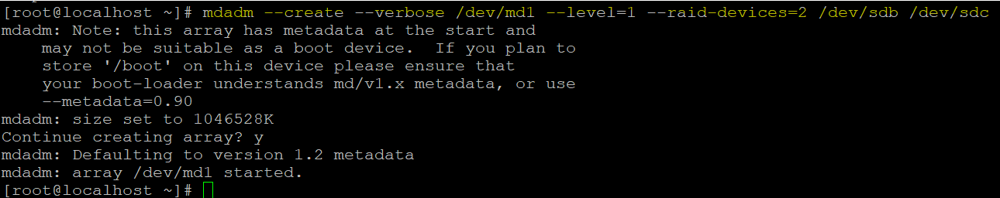 [root@localhost ~]# mdadm --create --verbose /dev/md1 --level=1 --raid-devices=2 /dev/sdb /dev/sdc
mdadm: Note: this array has metadata at the start and
    may not be suitable as a boot device.  If you plan to
    store '/boot' on this device please ensure that
    your boot-loader understands md/v1.x metadata, or use
    --metadata=0.90
mdadm: size set to 1046528K
Continue creating array? y
mdadm: Defaulting to version 1.2 metadata
mdadm: array /dev/md1 started.
[root@localhost ~]#